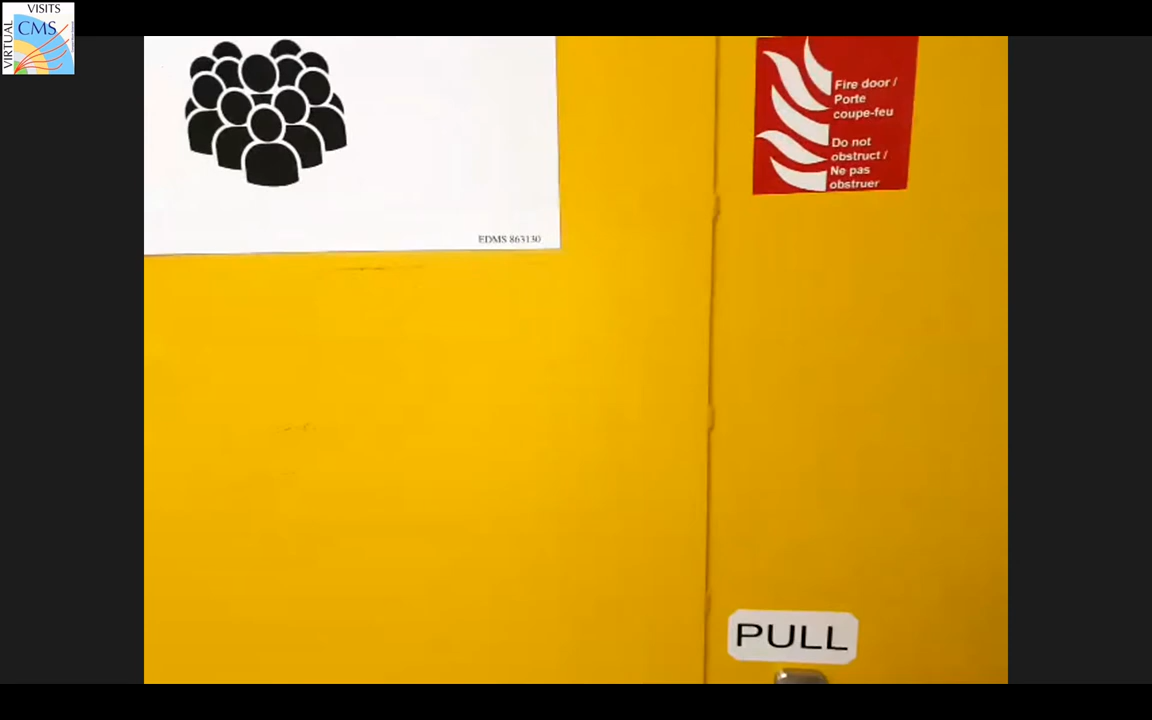 VISITS
VIRTUAL
CMS
Fire door /
Porte
coupe-feu
Do not
obstruct /
Ne pas
obstruer
EDMS 863130
PULL